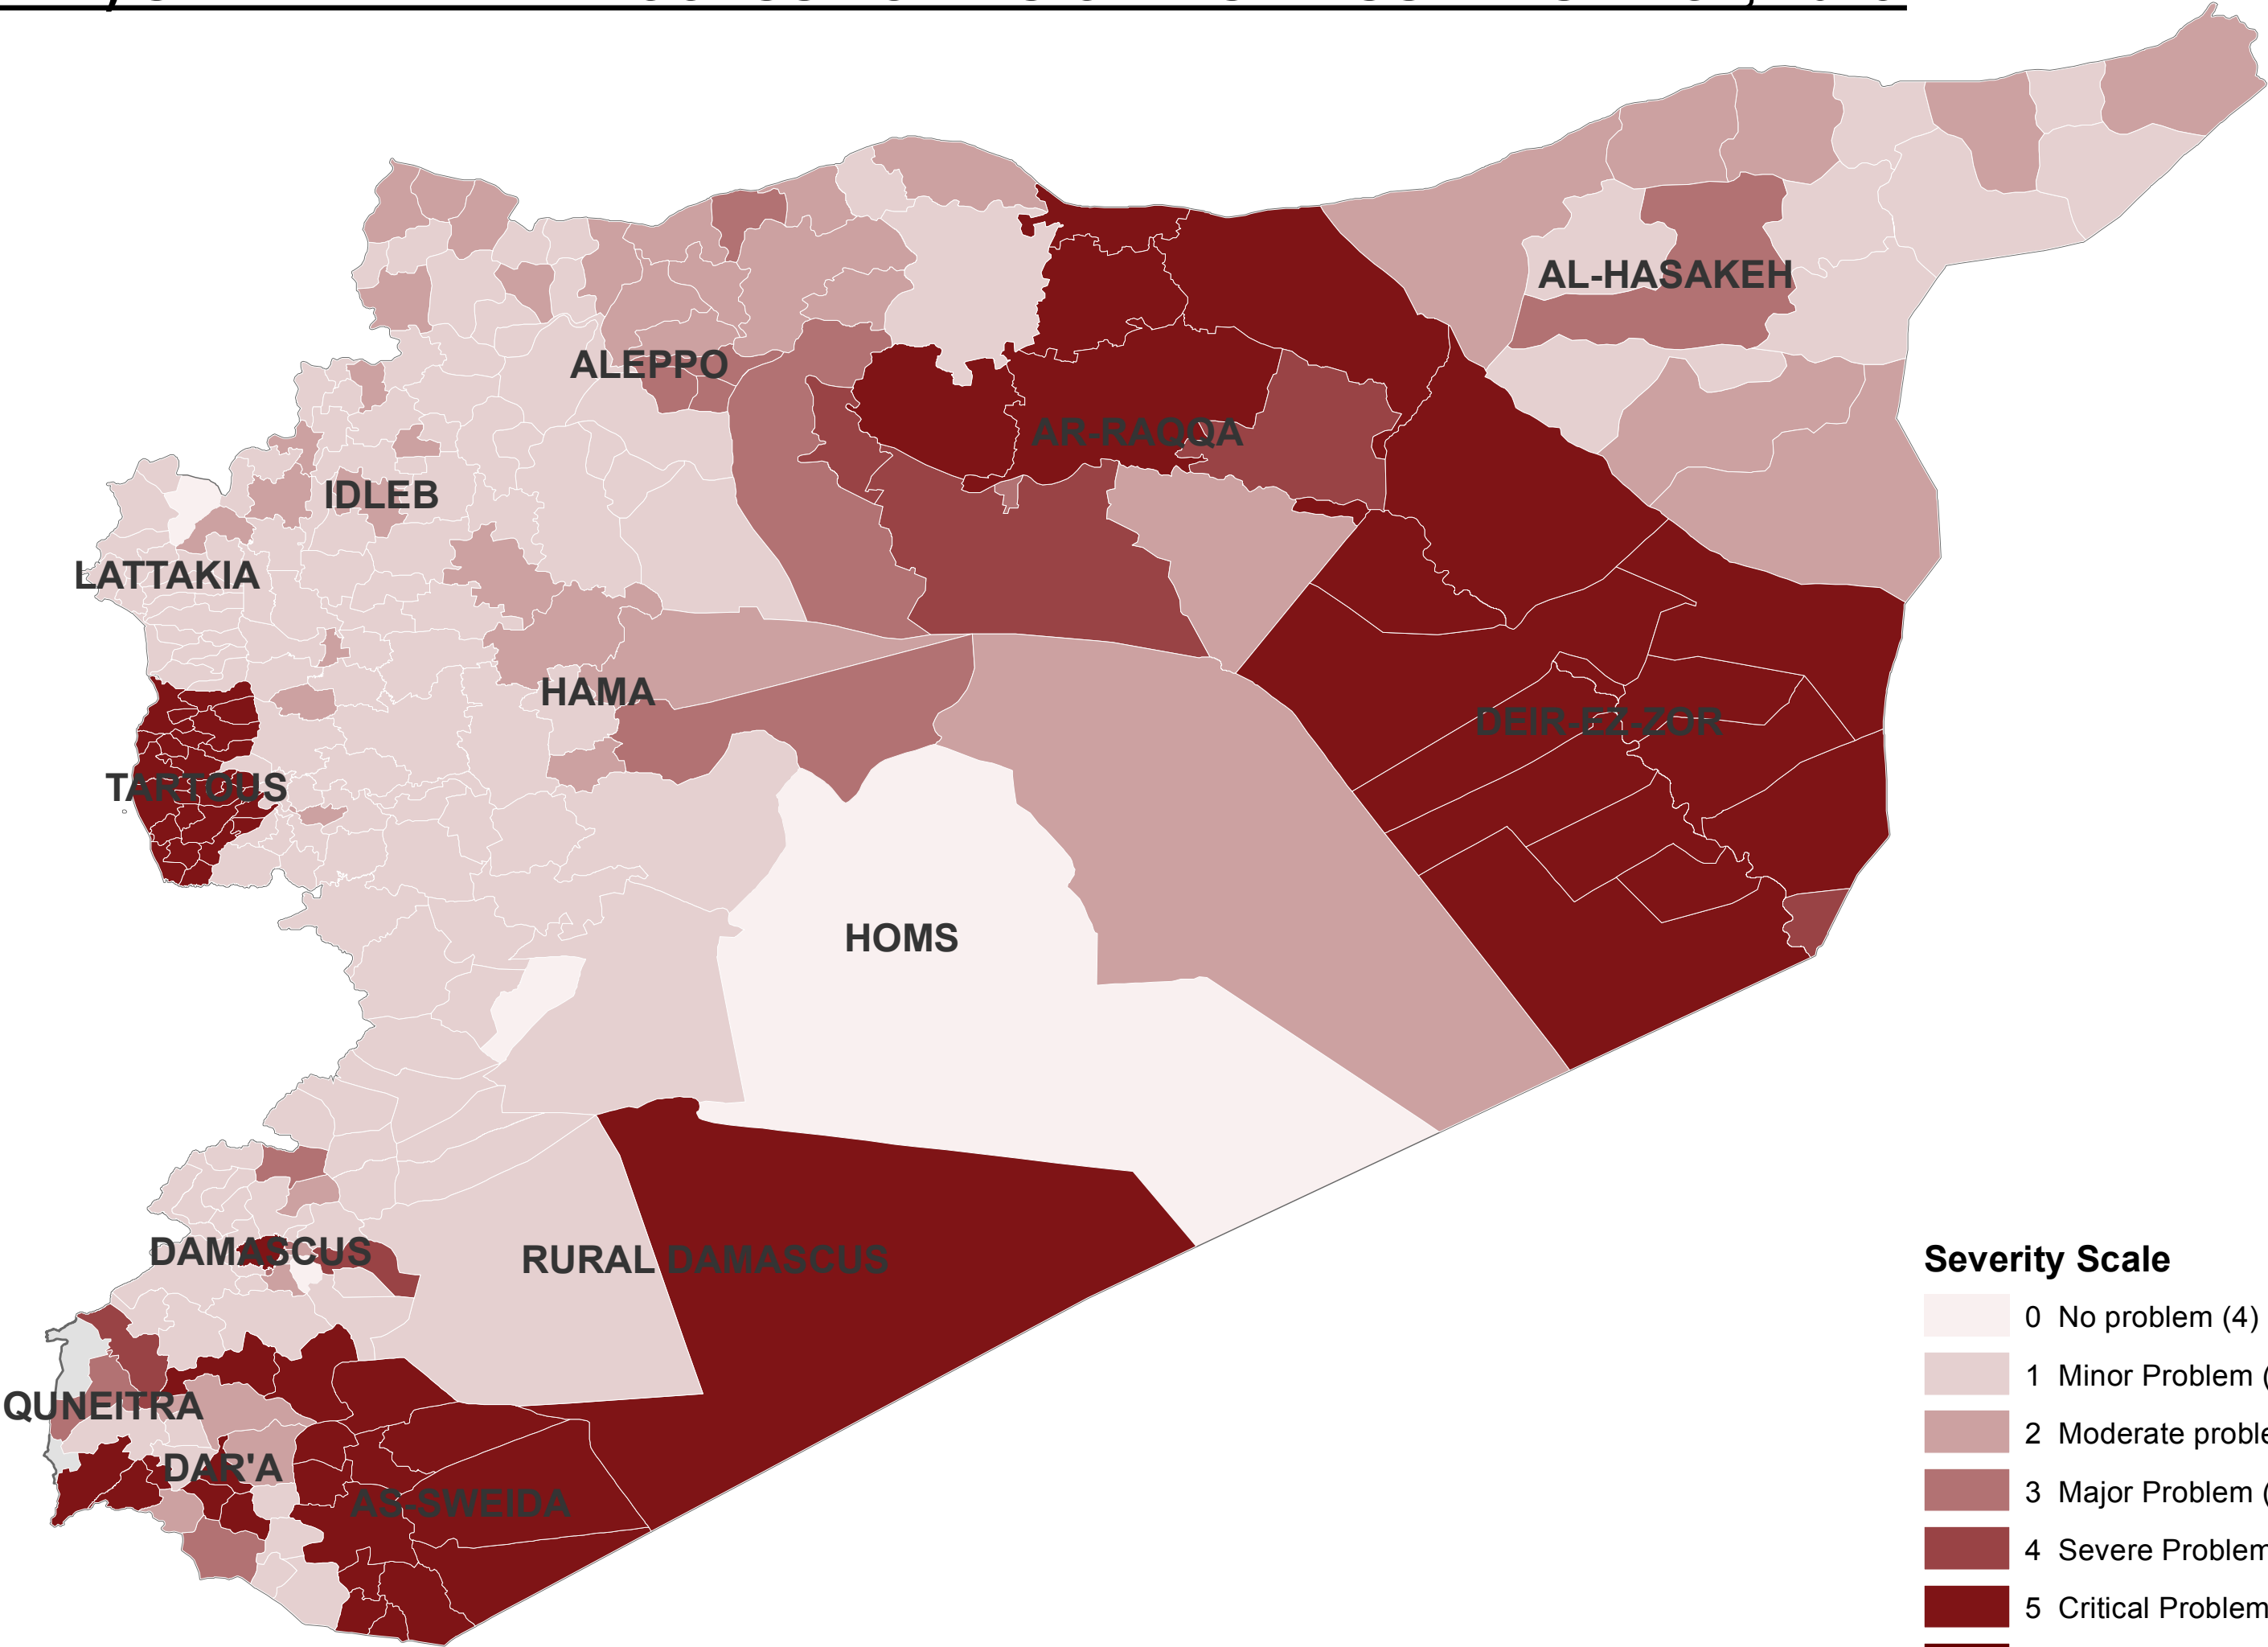 AL-HASAKEH
ALEPPO
AR-RAQQA
IDLEB
LATTAKIA
HAMA
DEIR-EZ-ZOR
TARTOUS
HOMS
DAMASCUS
RURAL DAMASCUS
QUNEITRA
DAR'A
AS-SWEIDA
Severity Scale
0 No problem (4)
1 Minor Problem (
2 Moderate proble
3 Major Problem (
4 Severe Problem
5 Critical Problem